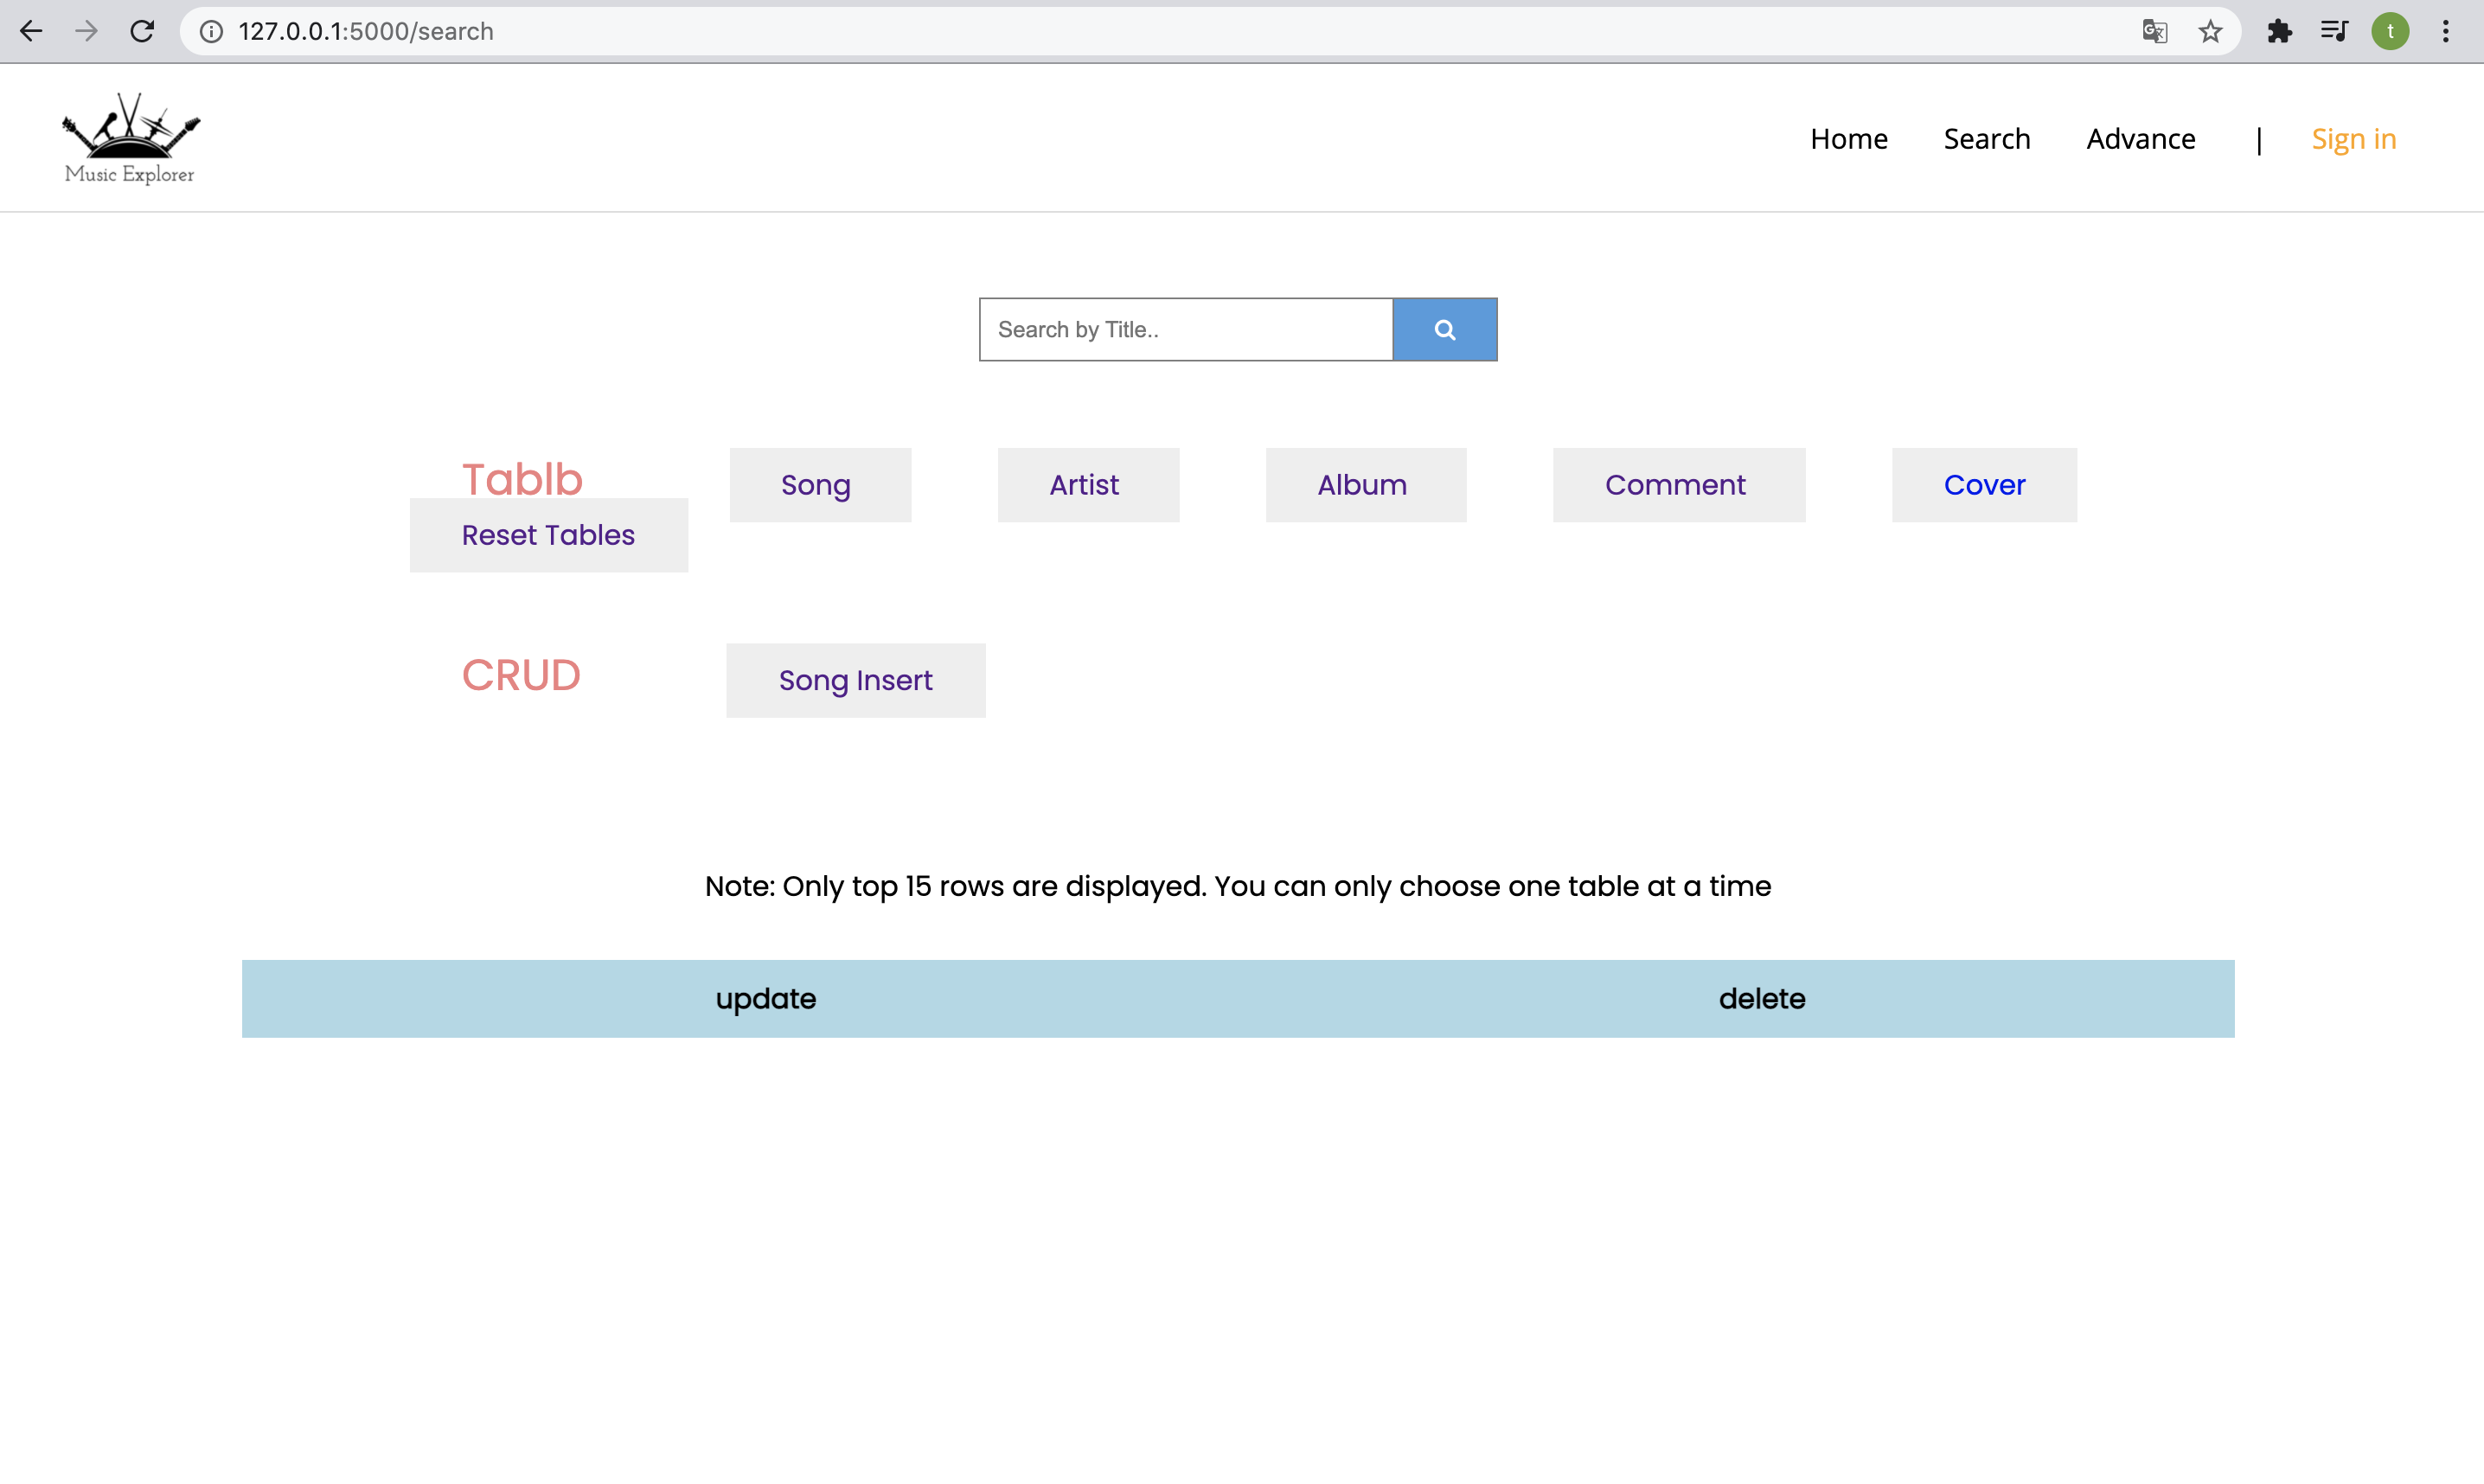 127.0.0.1:5000/search
t
Music Explorer
Home Search Advance | Sign in
Search by Title..
Tablb Song Artist Album Comment Cover
Reset Tables
CRUD Song Insert
Note: Only top 15 rows are displayed. You can only choose one table at a time
update delete